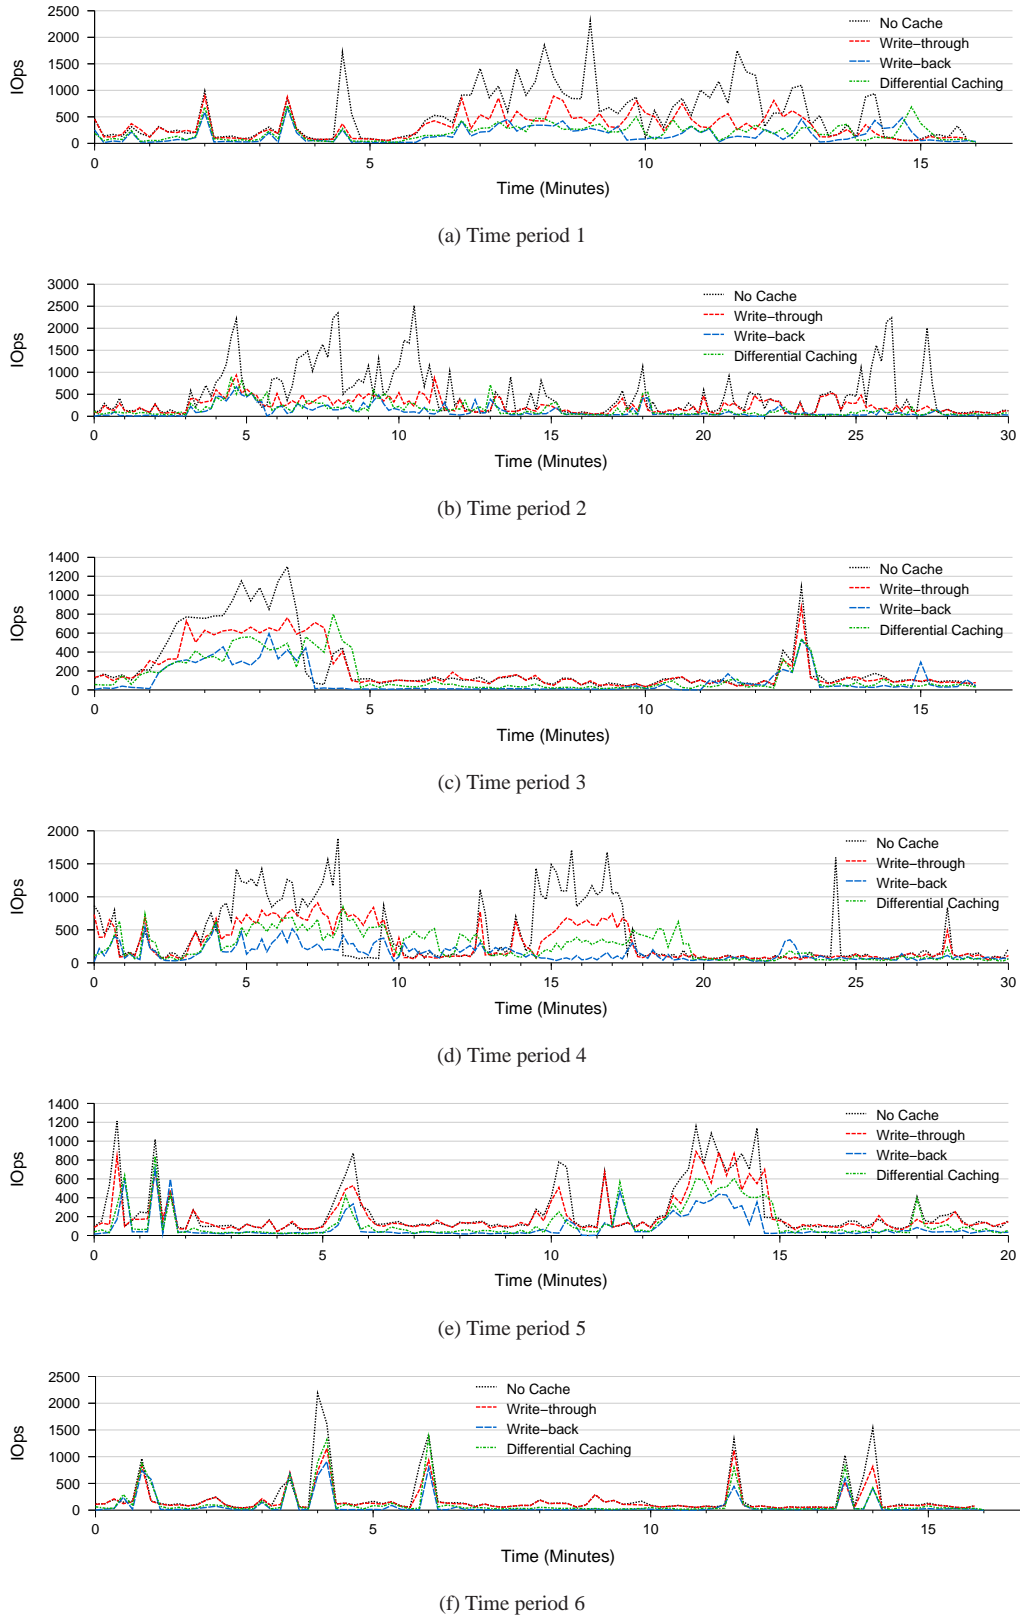 2500
2000
1500
1000
500
0
IOps
No Cache
Write-through
Write-back
Differential Caching
0 5 10 15
Time (Minutes)
(a) Time period 1
3000
2500
2000
1500
1000
500
0
IOps
No Cache
Write-through
Write-back
Differential Caching
0 5 10 15 20 25 30
Time (Minutes)
(b) Time period 2
1400
1200
1000
800
600
400
200
0
IOps
No Cache
Write-through
Write-back
Differential Caching
0 5 10 15
Time (Minutes)
(c) Time period 3
2000
1500
1000
500
0
IOps
No Cache
Write-through
Write-back
Differential Caching
0 5 10 15 20 25 30
Time (Minutes)
(d) Time period 4
1400
1200
1000
800
600
400
200
0
IOps
No Cache
Write-through
Write-back
Differential Caching
0 5 10 15 20
Time (Minutes)
(e) Time period 5
2500
2000
1500
1000
500
0
IOps
No Cache
Write-through
Write-back
Differential Caching
0 5 10 15
Time (Minutes)
(f) Time period 6